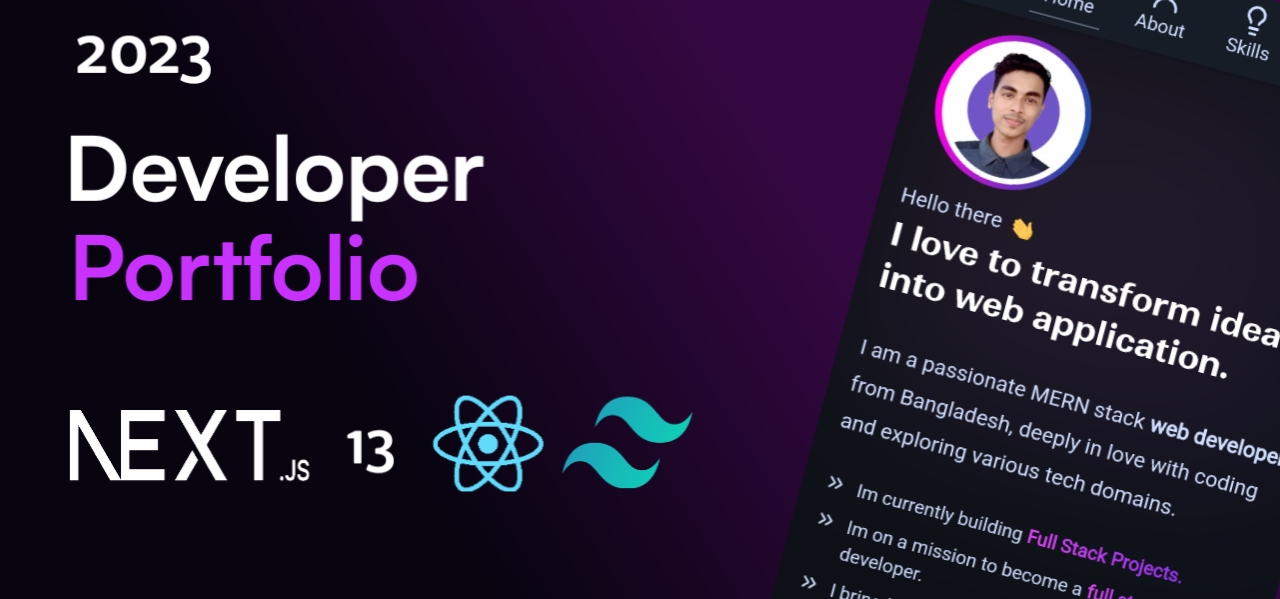 2023
Developer
Portfolio
NEXT.JS 13
Home
About
Skills
Hello there 👋
I love to transform idea
into web application.
I am a passionate MERN stack web developer
from Bangladesh, deeply in love with coding
and exploring various tech domains.
Im currently building Full Stack Projects.
Im on a mission to become a full
developer.
I